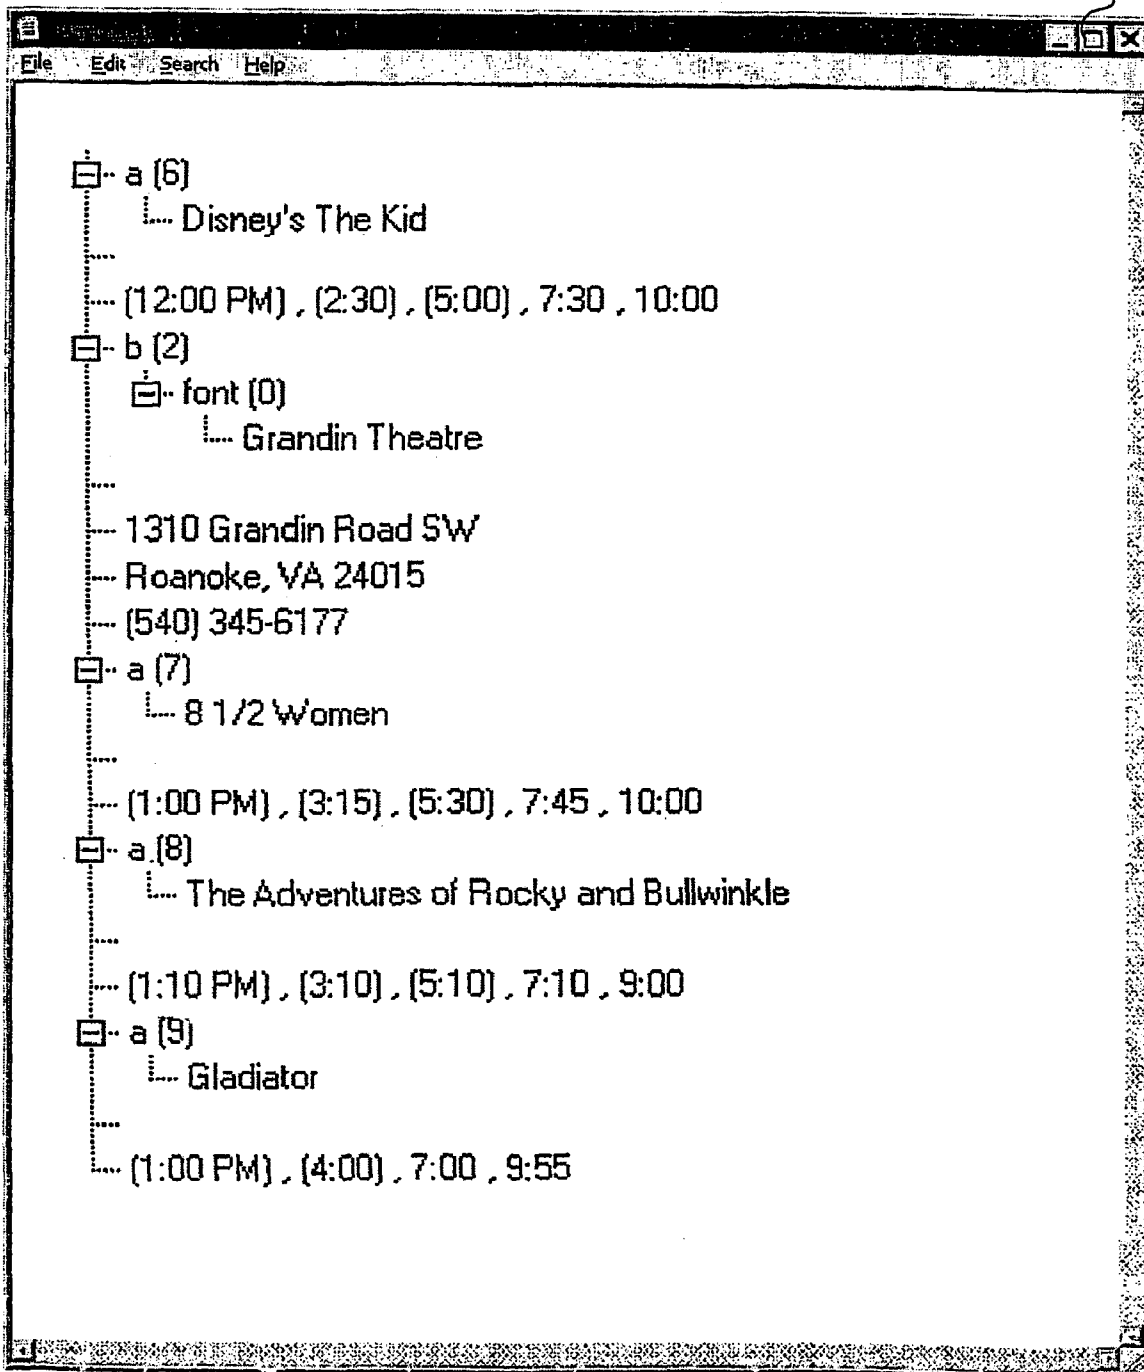 File Edit Search Help
a (6)
Disney's The Kid
(12:00 PM) , (2:30) , (5:00) , 7:30 , 10:00
b (2)
font (0)
Grandin Theatre
1310 Grandin Road SW
Roanoke, VA 24015
(540) 345-6177
a (7)
8 1/2 Women
(1:00 PM) , (3:15) , (5:30) , 7:45 , 10:00
a (8)
The Adventures of Rocky and Bullwinkle
(1:10 PM) , (3:10) , (5:10) , 7:10 , 9:00
a (9)
Gladiator
(1:00 PM) , (4:00) , 7:00 , 9:55